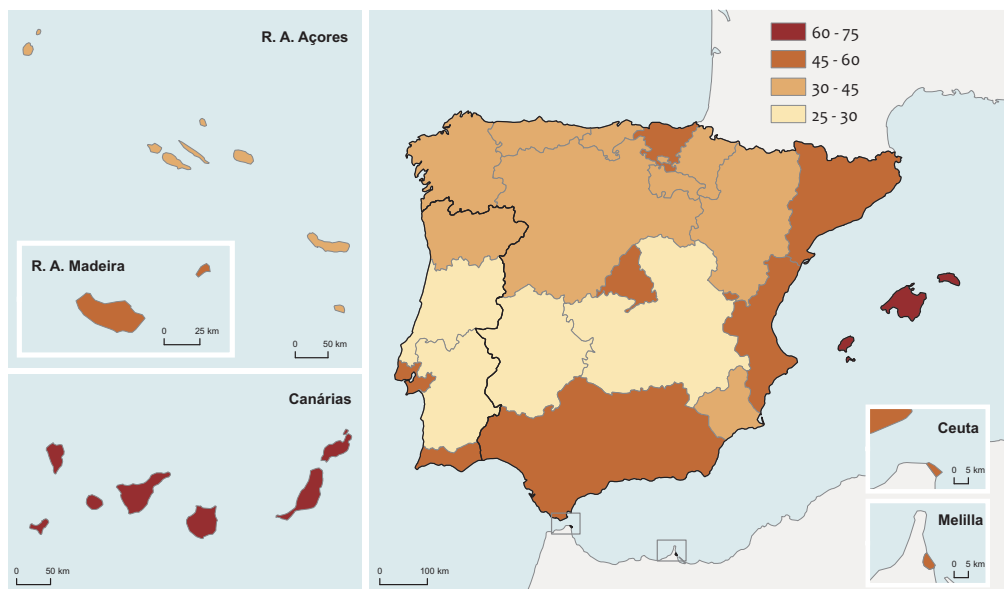 R. A. Açores
R. A. Madeira
0 25 km
0 50 km
Canárias
0 50 km
60 - 75
45 - 60
30 - 45
25 - 30
0 100 km
Ceuta
0 5 km
Melilla
0 5 km